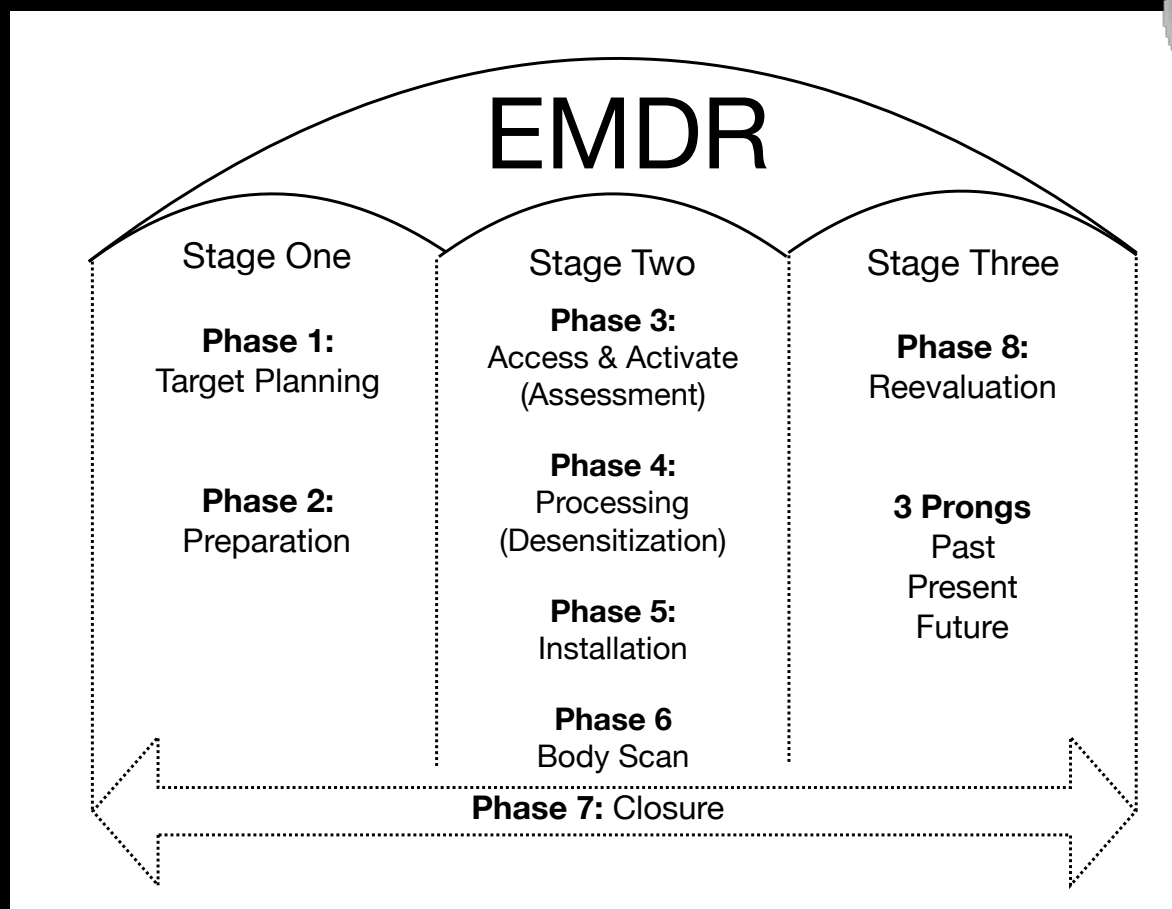 EMDR
Stage One
Phase 1:
Target Planning
Phase 2:
Preparation
Stage Two
Phase 3:
Access & Activate
(Assessment)
Phase 4:
Processing
(Desensitization)
Phase 5:
Installation
Phase 6
Body Scan
Stage Three
Phase 8:
Reevaluation
3 Prongs
Past
Present
Future
Phase 7: Closure